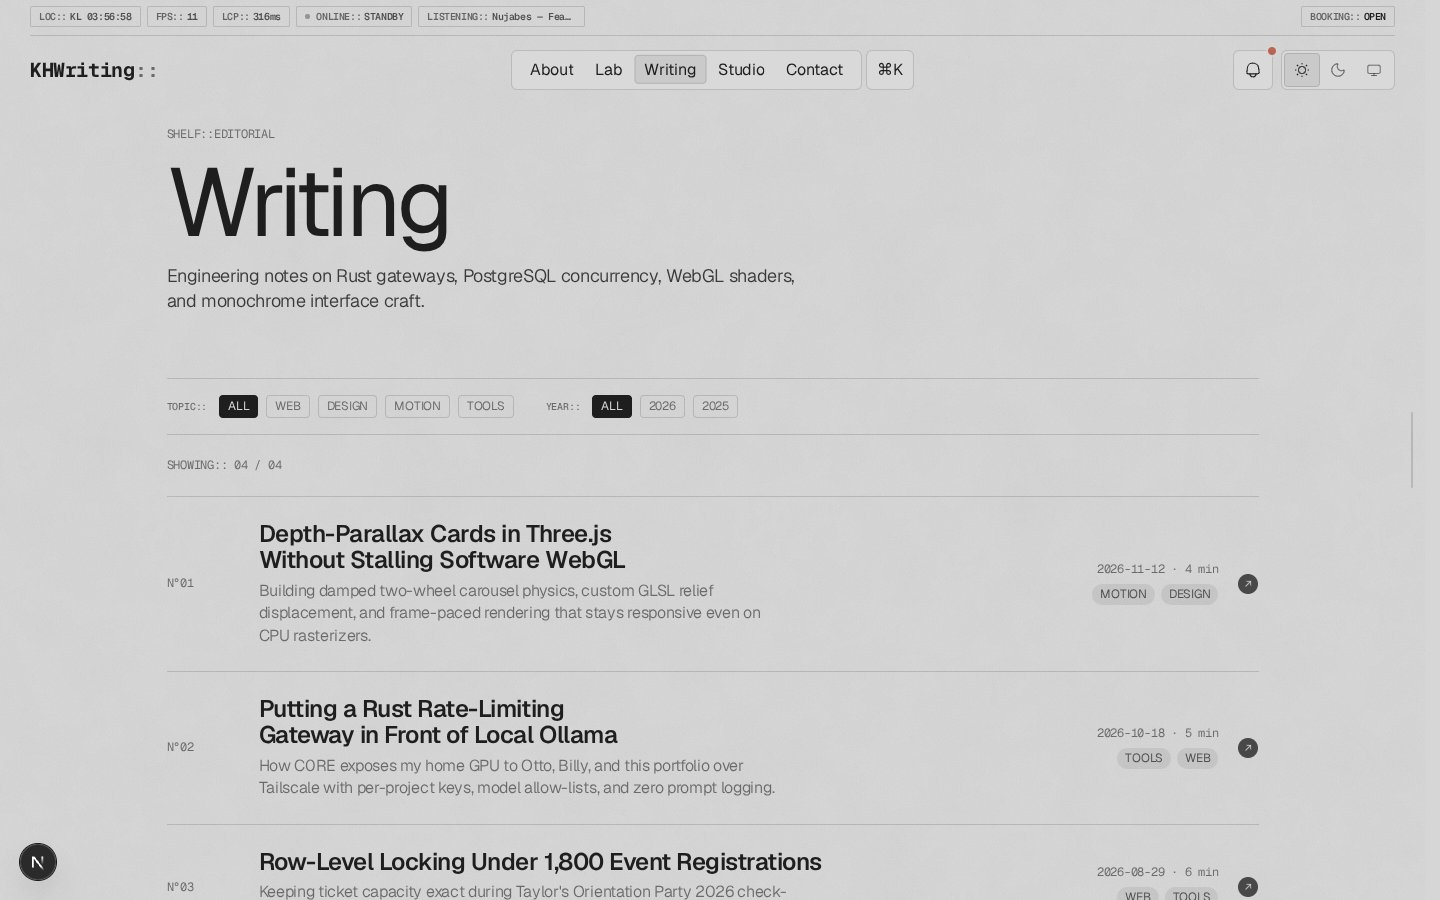 LOC:: KL 03:56:58 FPS:: 11 LCP:: 316ms ONLINE:: STANDBY LISTENING:: Nujabes — Fea… BOOKING:: OPEN
KHWriting:: About Lab Writing Studio Contact ⌘K
SHELF::EDITORIAL
Writing
Engineering notes on Rust gateways, PostgreSQL concurrency, WebGL shaders,
and monochrome interface craft.
TOPIC:: ALL WEB DESIGN MOTION TOOLS YEAR:: ALL 2026 2025
SHOWING:: 04 / 04
N°01
Depth-Parallax Cards in Three.js
Without Stalling Software WebGL
Building damped two-wheel carousel physics, custom GLSL relief
displacement, and frame-paced rendering that stays responsive even on
CPU rasterizers.
2026-11-12 · 4 min
MOTION DESIGN
N°02
Putting a Rust Rate-Limiting
Gateway in Front of Local Ollama
How CORE exposes my home GPU to Otto, Billy, and this portfolio over
Tailscale with per-project keys, model allow-lists, and zero prompt logging.
2026-10-18 · 5 min
TOOLS WEB
N°03
Row-Level Locking Under 1,800 Event Registrations
Keeping ticket capacity exact during Taylor's Orientation Party 2026 check-
2026-08-29 · 6 min
WEB TOOLS
N